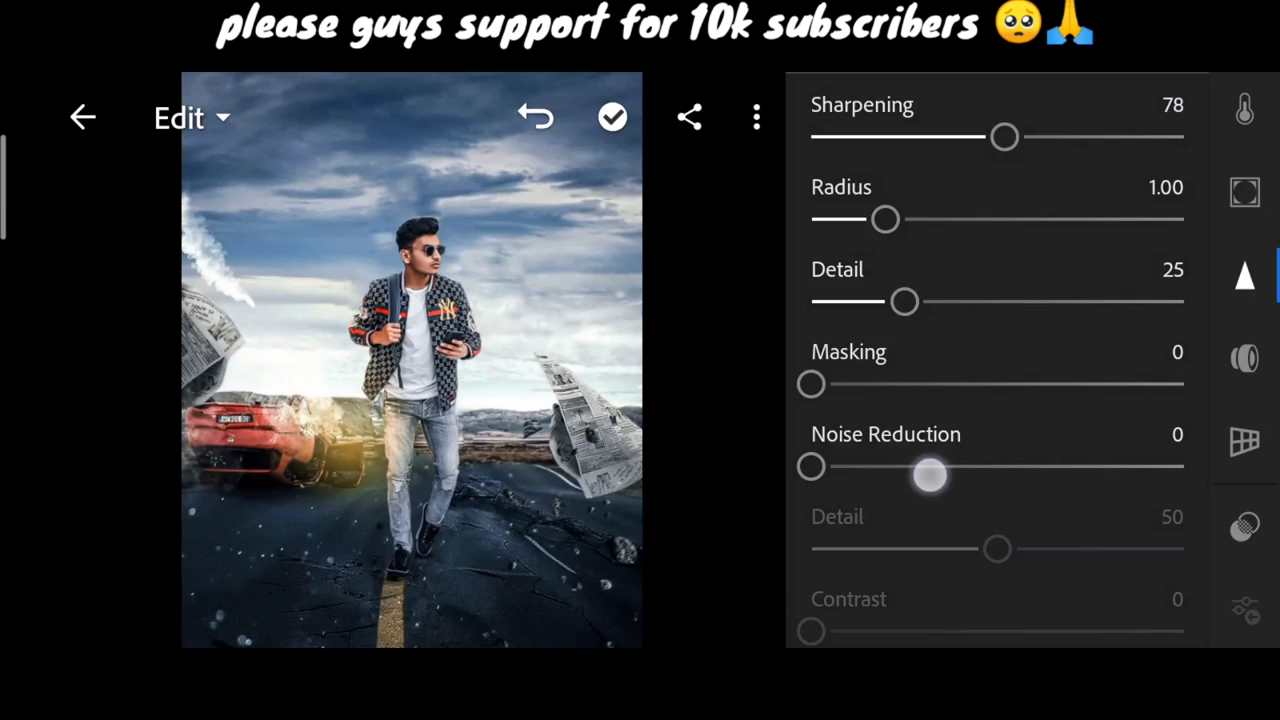 please guys support for 10k subscribers 🥺🙏
Edit
Sharpening 78
Radius 1.00
Detail 25
Masking 0
Noise Reduction 0
Detail 50
Contrast 0
NY